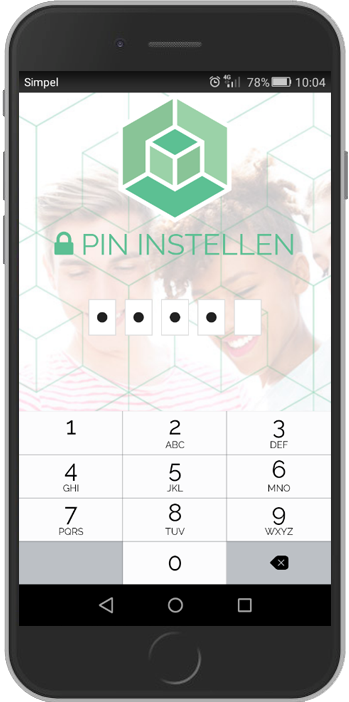 Simpel 4G 78% 10:04
PIN INSTELLEN
1 2 3
ABC DEF
4 5 6
GHI JKL MNO
7 8 9
PQRS TUV WXYZ
0